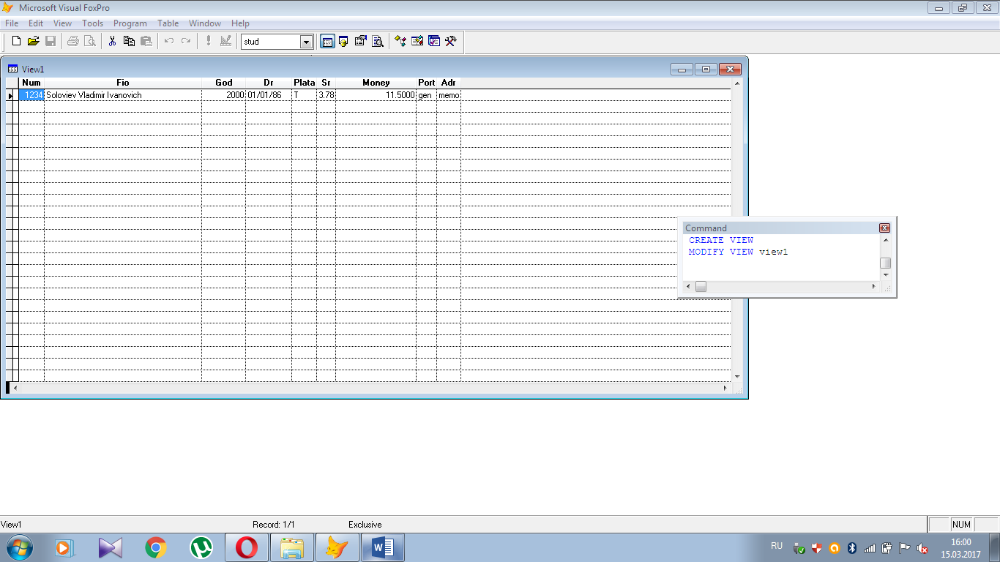 Microsoft Visual FoxPro
File Edit View Tools Program Table Window Help
stud
View1
Num Fio God Dr Plata Sr Money Port Adr
1234 Soloviev Vladimir Ivanovich 2000 01/01/86 T 3.78 11.5000 gen memo
Command
CREATE VIEW
MODIFY VIEW view1
View1 Record: 1/1 Exclusive NUM
RU 16:00
15.03.2017